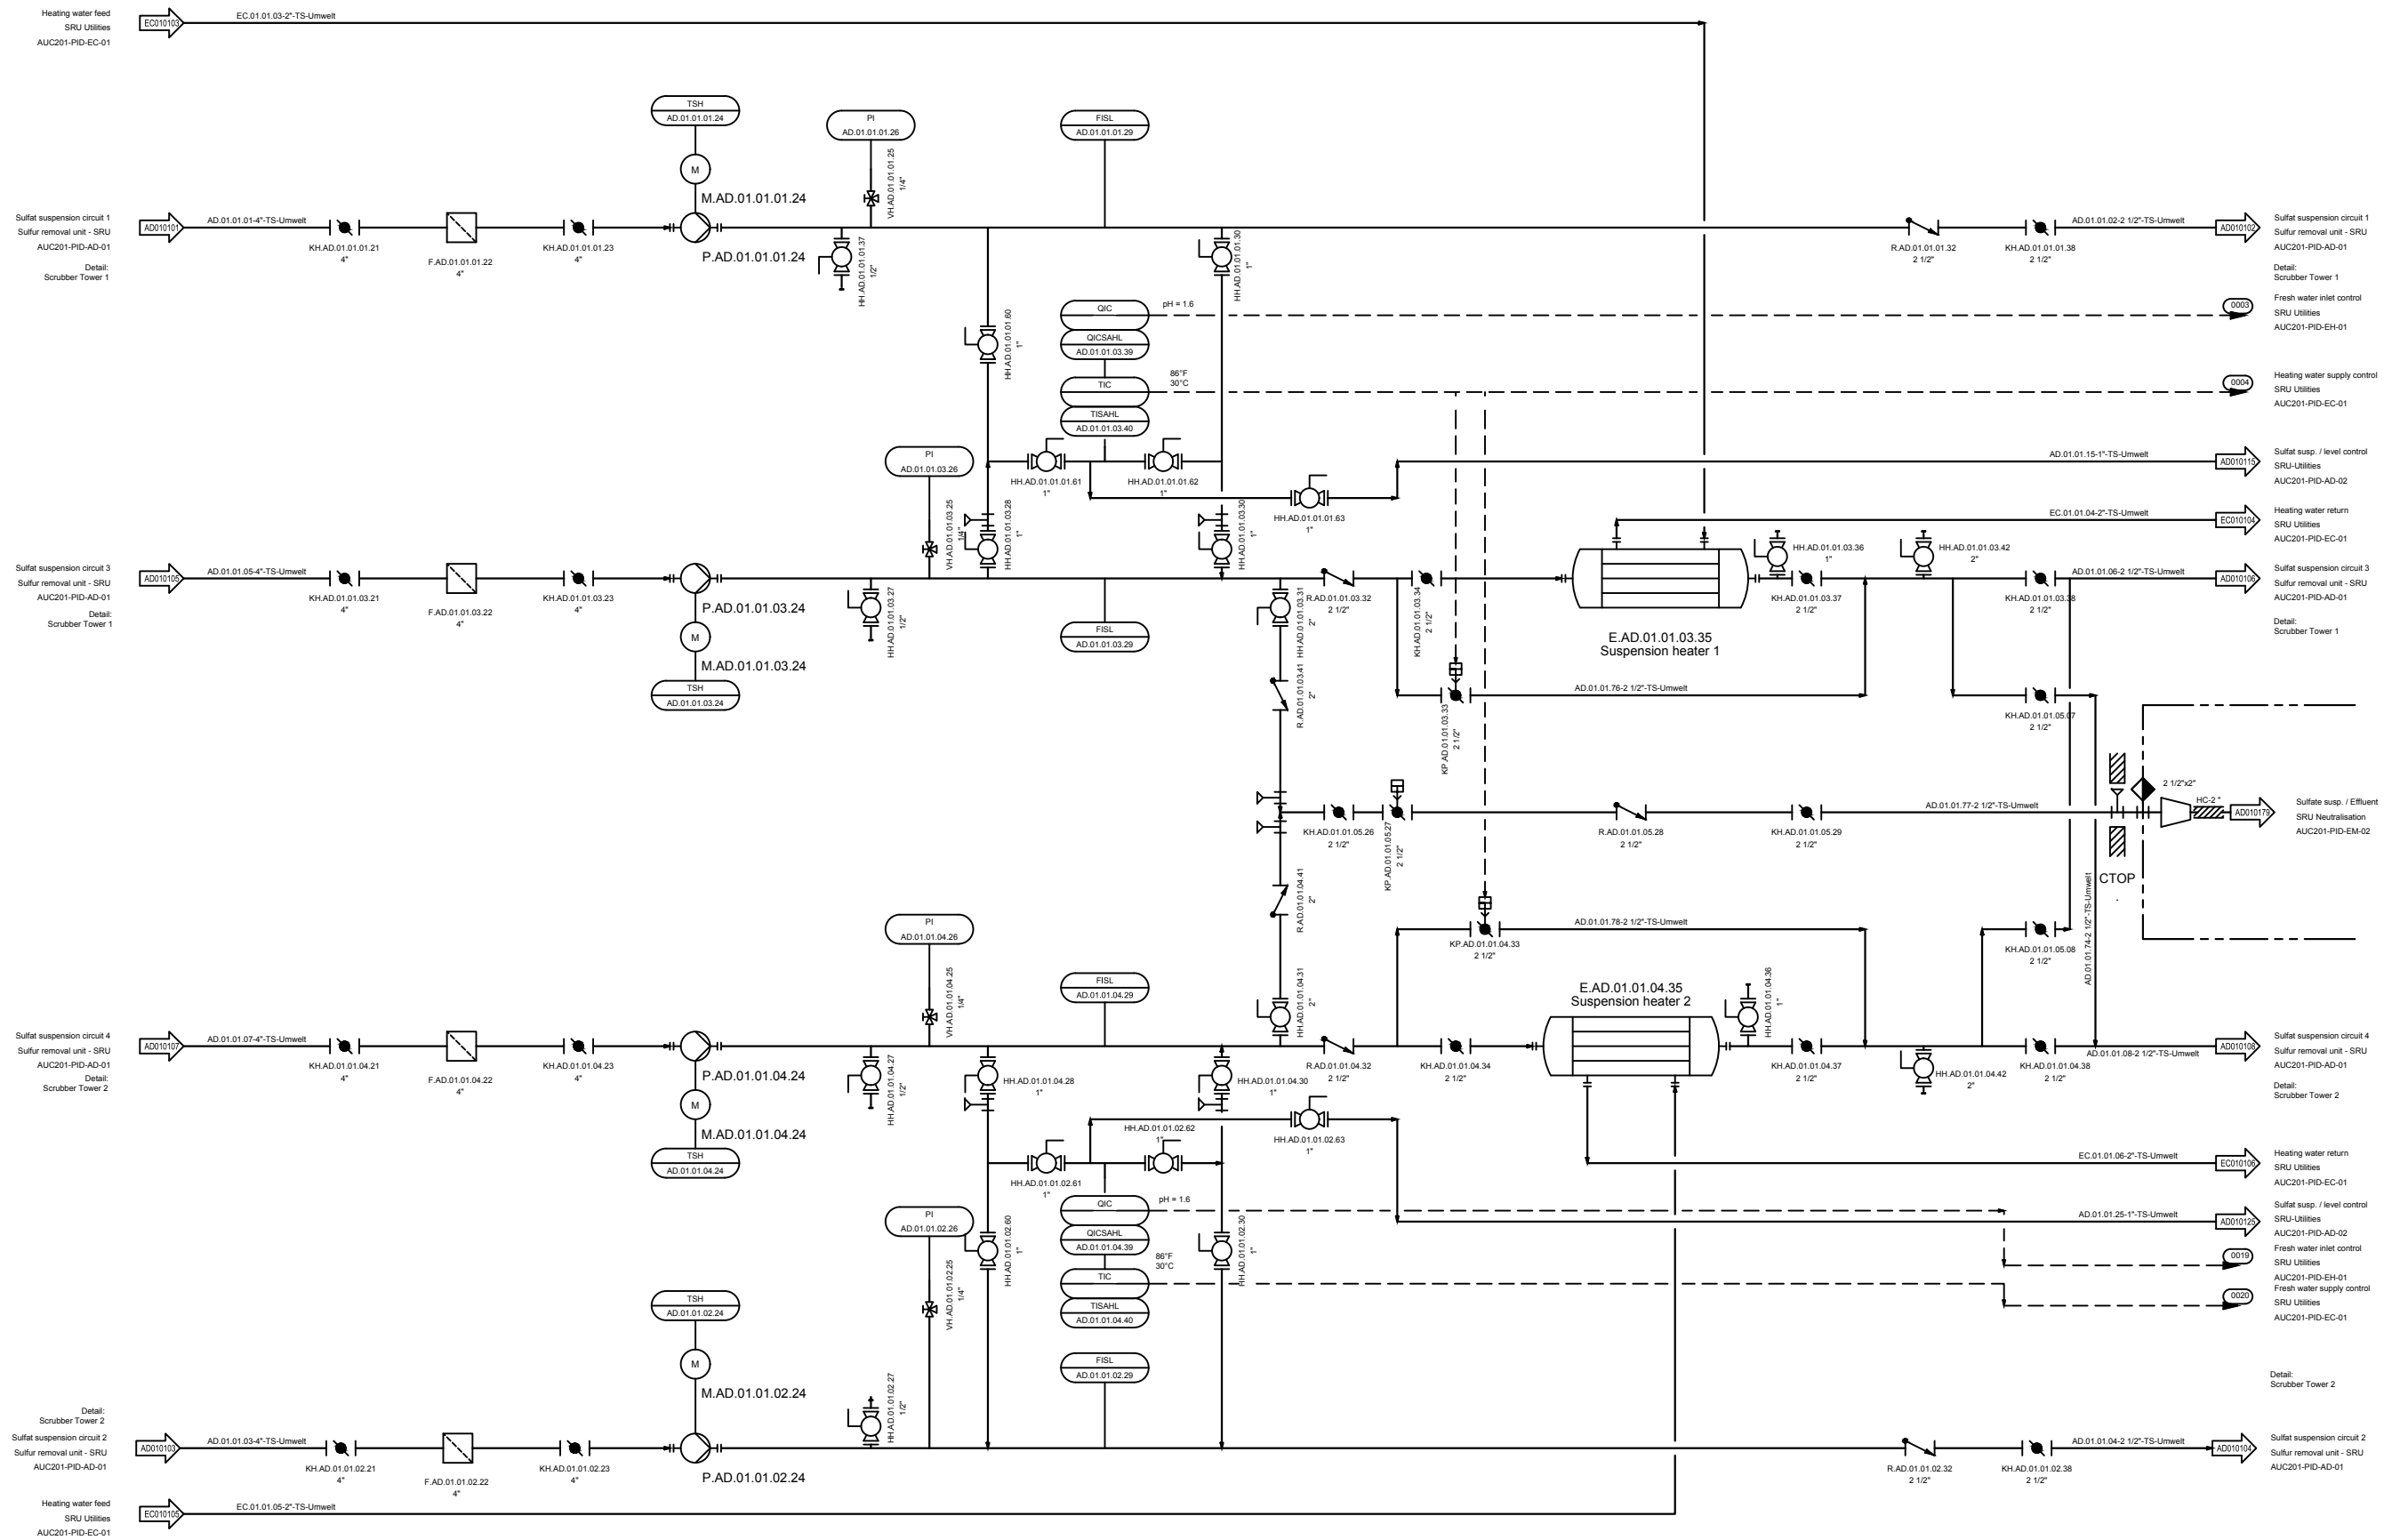 Heating water feed
SRU Utilities
AUC201-PID-EC-01
EC010103
EC.01.01.03-2"-TS-Umwelt
TSH
AD.01.01.01.24
M
M.AD.01.01.01.24
P.AD.01.01.01.24
PI
AD.01.01.01.26
VH.AD.01.01.01.25
1/4"
FISL
AD.01.01.01.29
Sulfat suspension circuit 1
Sulfur removal unit - SRU
AUC201-PID-AD-01
Detail:
Scrubber Tower 1
AD010101
AD.01.01.01-4"-TS-Umwelt
KH.AD.01.01.01.21
4"
F.AD.01.01.01.22
4"
KH.AD.01.01.01.23
4"
HH.AD.01.01.01.37
1/2"
HH.AD.01.01.01.30
1"
R.AD.01.01.01.32
2 1/2"
KH.AD.01.01.01.38
2 1/2"
AD.01.01.02-2 1/2"-TS-Umwelt
AD010102
Sulfat suspension circuit 1
Sulfur removal unit - SRU
AUC201-PID-AD-01
Detail:
Scrubber Tower 1
HH.AD.01.01.01.60
1"
QIC
pH = 1.6
QICSAHL
AD.01.01.03.39
0003
Fresh water inlet control
SRU Utilities
AUC201-PID-EH-01
TIC
86°F
30°C
TISAHL
AD.01.01.03.40
0004
Heating water supply control
SRU Utilities
AUC201-PID-EC-01
PI
AD.01.01.03.26
VH.AD.01.01.03.25
1/4"
HH.AD.01.01.03.28
1"
HH.AD.01.01.01.61
1"
HH.AD.01.01.01.62
1"
HH.AD.01.01.01.63
1"
HH.AD.01.01.03.30
1"
AD.01.01.15-1"-TS-Umwelt
AD010115
Sulfat susp. / level control
SRU-Utilities
AUC201-PID-AD-02
EC.01.01.04-2"-TS-Umwelt
EC010104
Heating water return
SRU Utilities
AUC201-PID-EC-01
Sulfat suspension circuit 3
Sulfur removal unit - SRU
AUC201-PID-AD-01
Detail:
Scrubber Tower 1
AD010105
AD.01.01.05-4"-TS-Umwelt
KH.AD.01.01.03.21
4"
F.AD.01.01.03.22
4"
KH.AD.01.01.03.23
4"
P.AD.01.01.03.24
M
M.AD.01.01.03.24
TSH
AD.01.01.03.24
HH.AD.01.01.03.27
1/2"
FISL
AD.01.01.03.29
HH.AD.01.01.03.31
2"
R.AD.01.01.03.32
2 1/2"
KH.AD.01.01.03.34
2 1/2"
E.AD.01.01.03.35
Suspension heater 1
HH.AD.01.01.03.36
1"
KH.AD.01.01.03.37
2 1/2"
HH.AD.01.01.03.42
2"
KH.AD.01.01.03.38
2 1/2"
AD.01.01.06-2 1/2"-TS-Umwelt
AD010106
Sulfat suspension circuit 3
Sulfur removal unit - SRU
AUC201-PID-AD-01
Detail:
Scrubber Tower 1
R.AD.01.01.03.41
2"
KP.AD.01.01.03.33
2 1/2"
AD.01.01.76-2 1/2"-TS-Umwelt
KH.AD.01.01.05.07
2 1/2"
KH.AD.01.01.05.26
2 1/2"
KP.AD.01.01.05.27
2 1/2"
R.AD.01.01.05.28
2 1/2"
KH.AD.01.01.05.29
2 1/2"
AD.01.01.77-2 1/2"-TS-Umwelt
2 1/2"x2"
HC-2 "
AD010179
Sulfate susp. / Effluent
SRU Neutralisation
AUC201-PID-EM-02
CTOP
.
R.AD.01.01.04.41
2"
AD.01.01.74-2 1/2"-TS-Umwelt
PI
AD.01.01.04.26
VH.AD.01.01.04.25
1/4"
FISL
AD.01.01.04.29
HH.AD.01.01.04.31
2"
KP.AD.01.01.04.33
2 1/2"
AD.01.01.78-2 1/2"-TS-Umwelt
KH.AD.01.01.05.08
2 1/2"
E.AD.01.01.04.35
Suspension heater 2
HH.AD.01.01.04.36
1"
Sulfat suspension circuit 4
Sulfur removal unit - SRU
AUC201-PID-AD-01
Detail:
Scrubber Tower 2
AD010107
AD.01.01.07-4"-TS-Umwelt
KH.AD.01.01.04.21
4"
F.AD.01.01.04.22
4"
KH.AD.01.01.04.23
4"
P.AD.01.01.04.24
M
M.AD.01.01.04.24
TSH
AD.01.01.04.24
HH.AD.01.01.04.27
1/2"
HH.AD.01.01.04.28
1"
HH.AD.01.01.04.30
1"
R.AD.01.01.04.32
2 1/2"
KH.AD.01.01.04.34
2 1/2"
KH.AD.01.01.04.37
2 1/2"
HH.AD.01.01.04.42
2"
KH.AD.01.01.04.38
2 1/2"
AD.01.01.08-2 1/2"-TS-Umwelt
AD010108
Sulfat suspension circuit 4
Sulfur removal unit - SRU
AUC201-PID-AD-01
Detail:
Scrubber Tower 2
HH.AD.01.01.02.62
1"
HH.AD.01.01.02.63
1"
HH.AD.01.01.02.61
1"
EC.01.01.06-2"-TS-Umwelt
EC010106
Heating water return
SRU Utilities
AUC201-PID-EC-01
QIC
pH = 1.6
QICSAHL
AD.01.01.04.39
AD.01.01.25-1"-TS-Umwelt
AD010125
Sulfat susp. / level control
SRU-Utilities
AUC201-PID-AD-02
PI
AD.01.01.02.26
VH.AD.01.01.02.25
1/4"
HH.AD.01.01.02.60
1"
HH.AD.01.01.02.30
1"
TIC
86°F
30°C
TISAHL
AD.01.01.04.40
0019
Fresh water inlet control
SRU Utilities
AUC201-PID-EH-01
0020
Fresh water supply control
SRU Utilities
AUC201-PID-EC-01
TSH
AD.01.01.02.24
M
M.AD.01.01.02.24
P.AD.01.01.02.24
HH.AD.01.01.02.27
1/2"
FISL
AD.01.01.02.29
Detail:
Scrubber Tower 2
Detail:
Scrubber Tower 2
Sulfat suspension circuit 2
Sulfur removal unit - SRU
AUC201-PID-AD-01
AD010103
AD.01.01.03-4"-TS-Umwelt
KH.AD.01.01.02.21
4"
F.AD.01.01.02.22
4"
KH.AD.01.01.02.23
4"
R.AD.01.01.02.32
2 1/2"
KH.AD.01.01.02.38
2 1/2"
AD.01.01.04-2 1/2"-TS-Umwelt
AD010104
Sulfat suspension circuit 2
Sulfur removal unit - SRU
AUC201-PID-AD-01
Heating water feed
SRU Utilities
AUC201-PID-EC-01
EC010105
EC.01.01.05-2"-TS-Umwelt